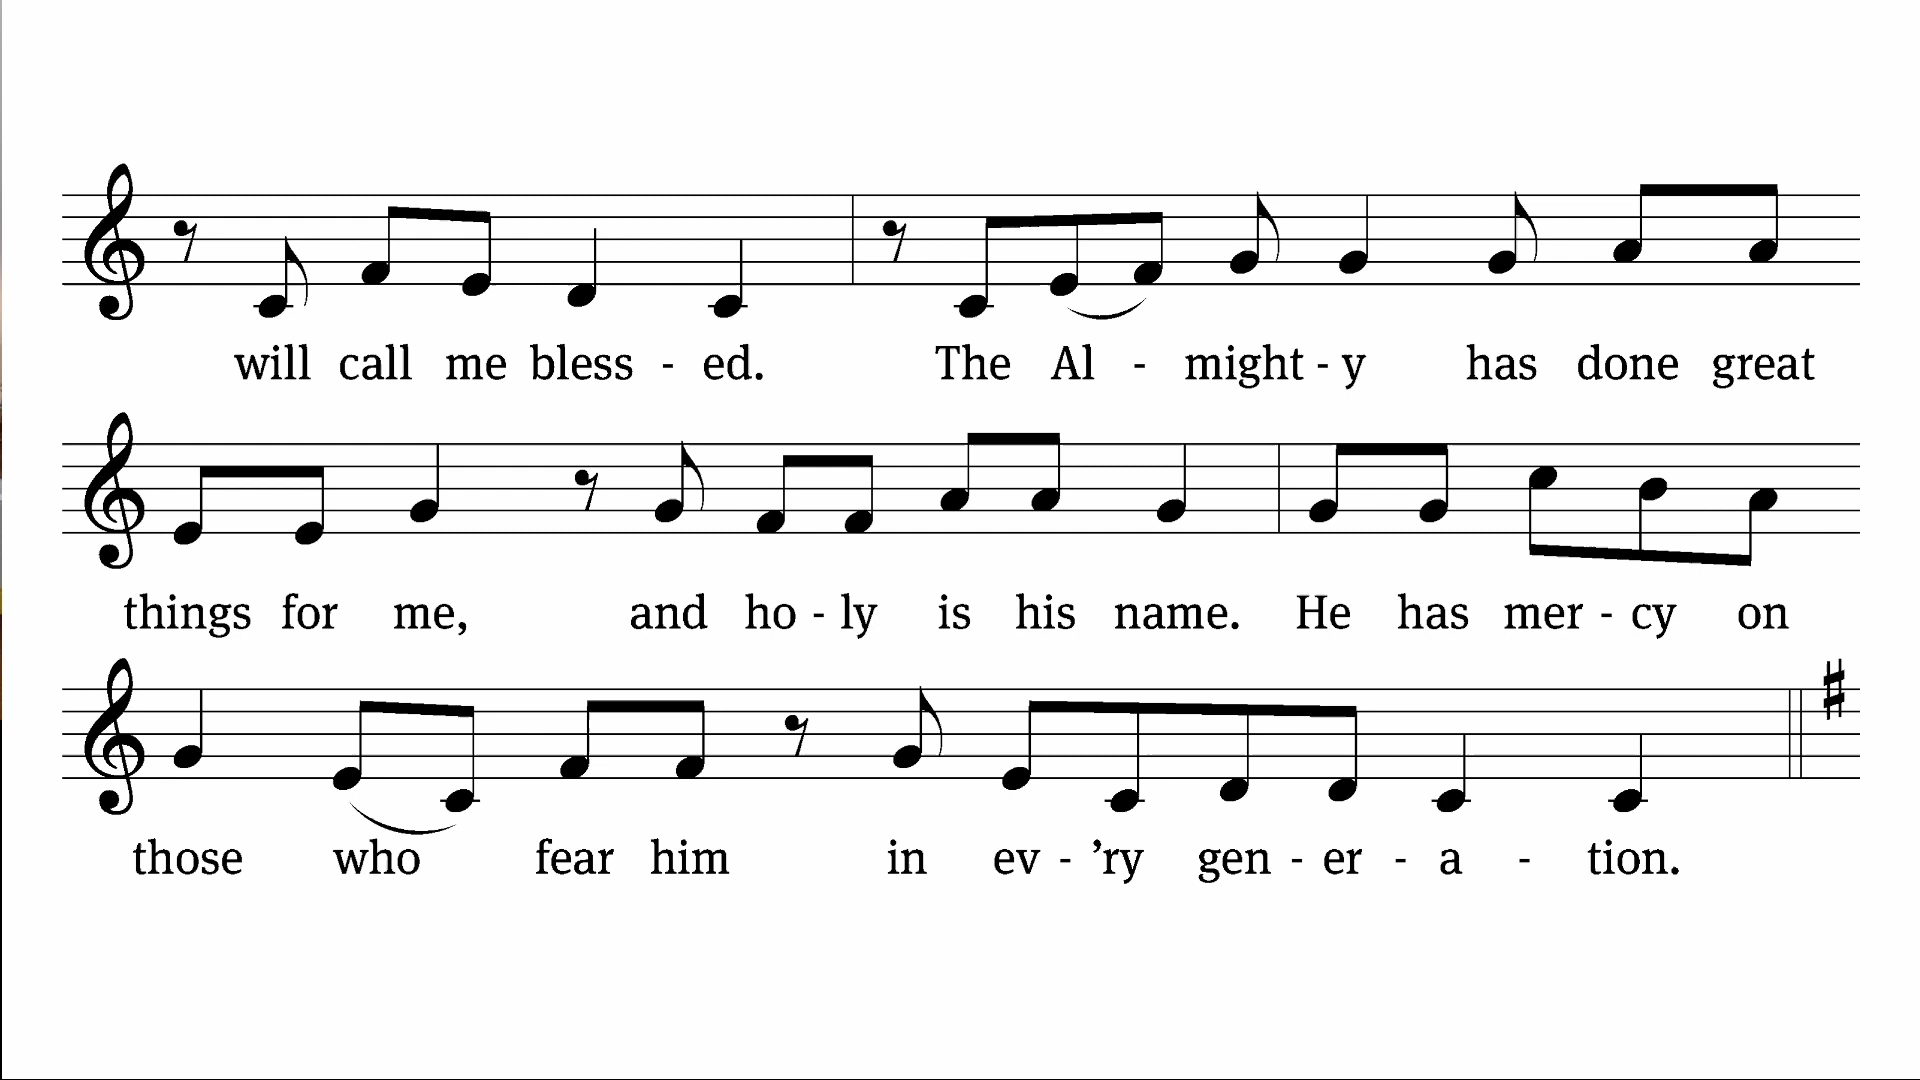 will call me bless - ed. The Al - might - y has done great
things for me, and ho - ly is his name. He has mer - cy on
those who fear him in ev - ’ry gen - er - a - tion.